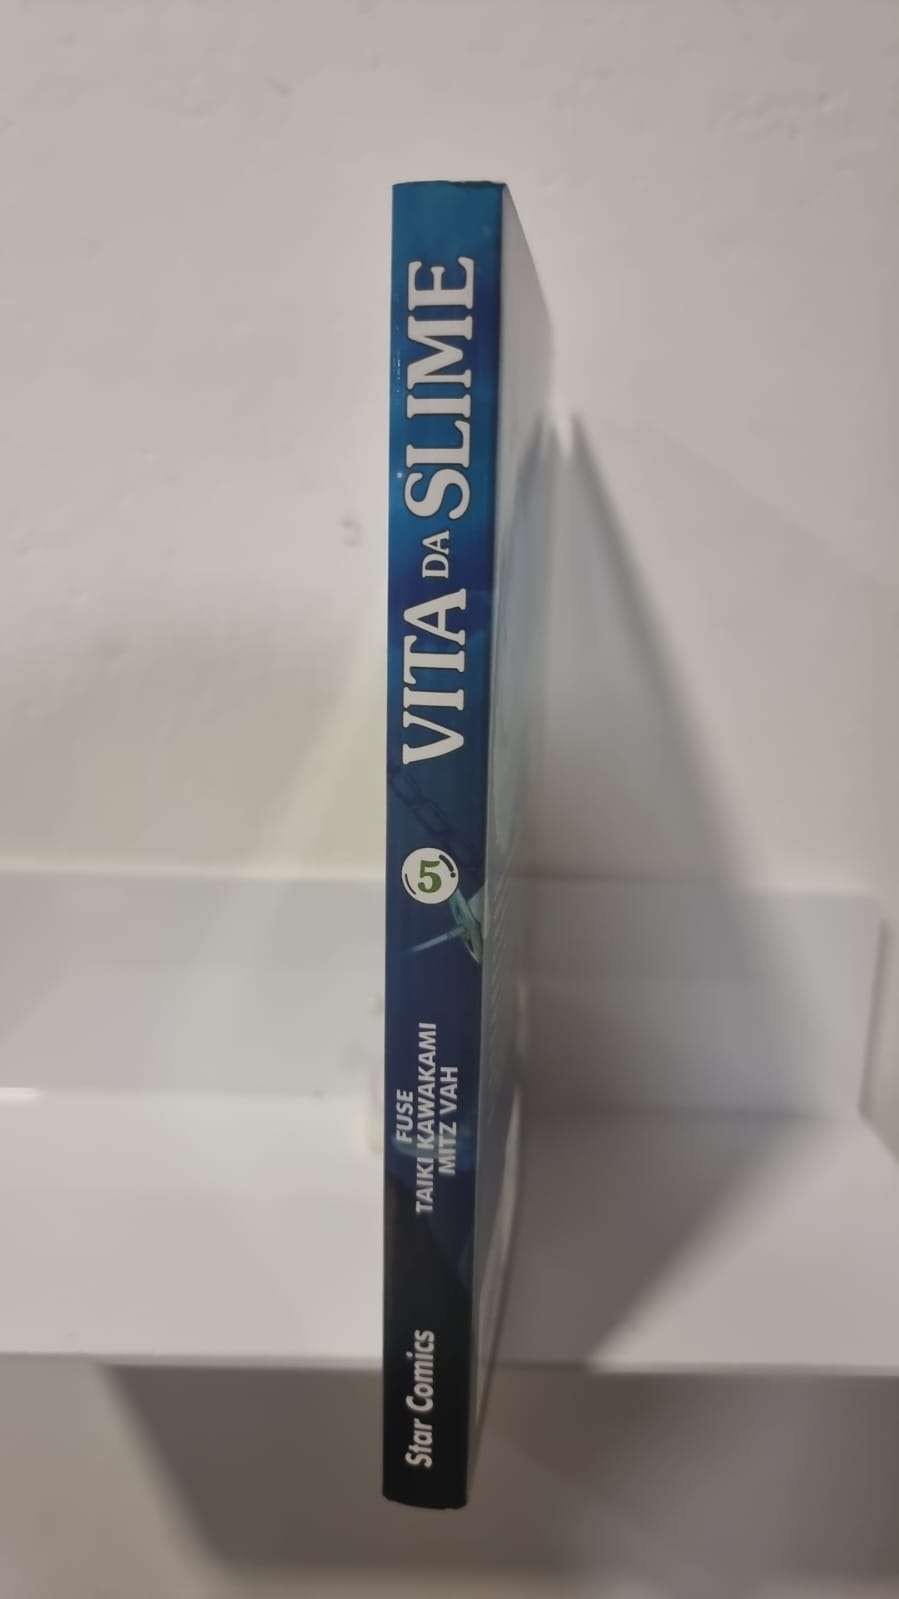 VITA DA SLIME
5
FUSE
TAIKI KAWAKAMI
MITZ VAH
Star Comics